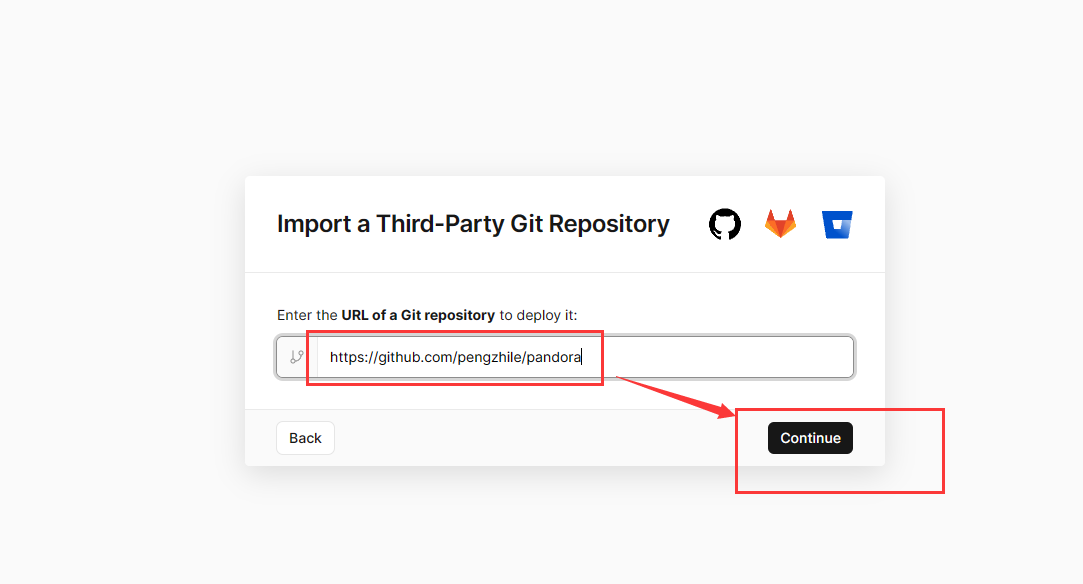 Import a Third-Party Git Repository
Enter the URL of a Git repository to deploy it:
https://github.com/pengzhile/pandora
Back
Continue